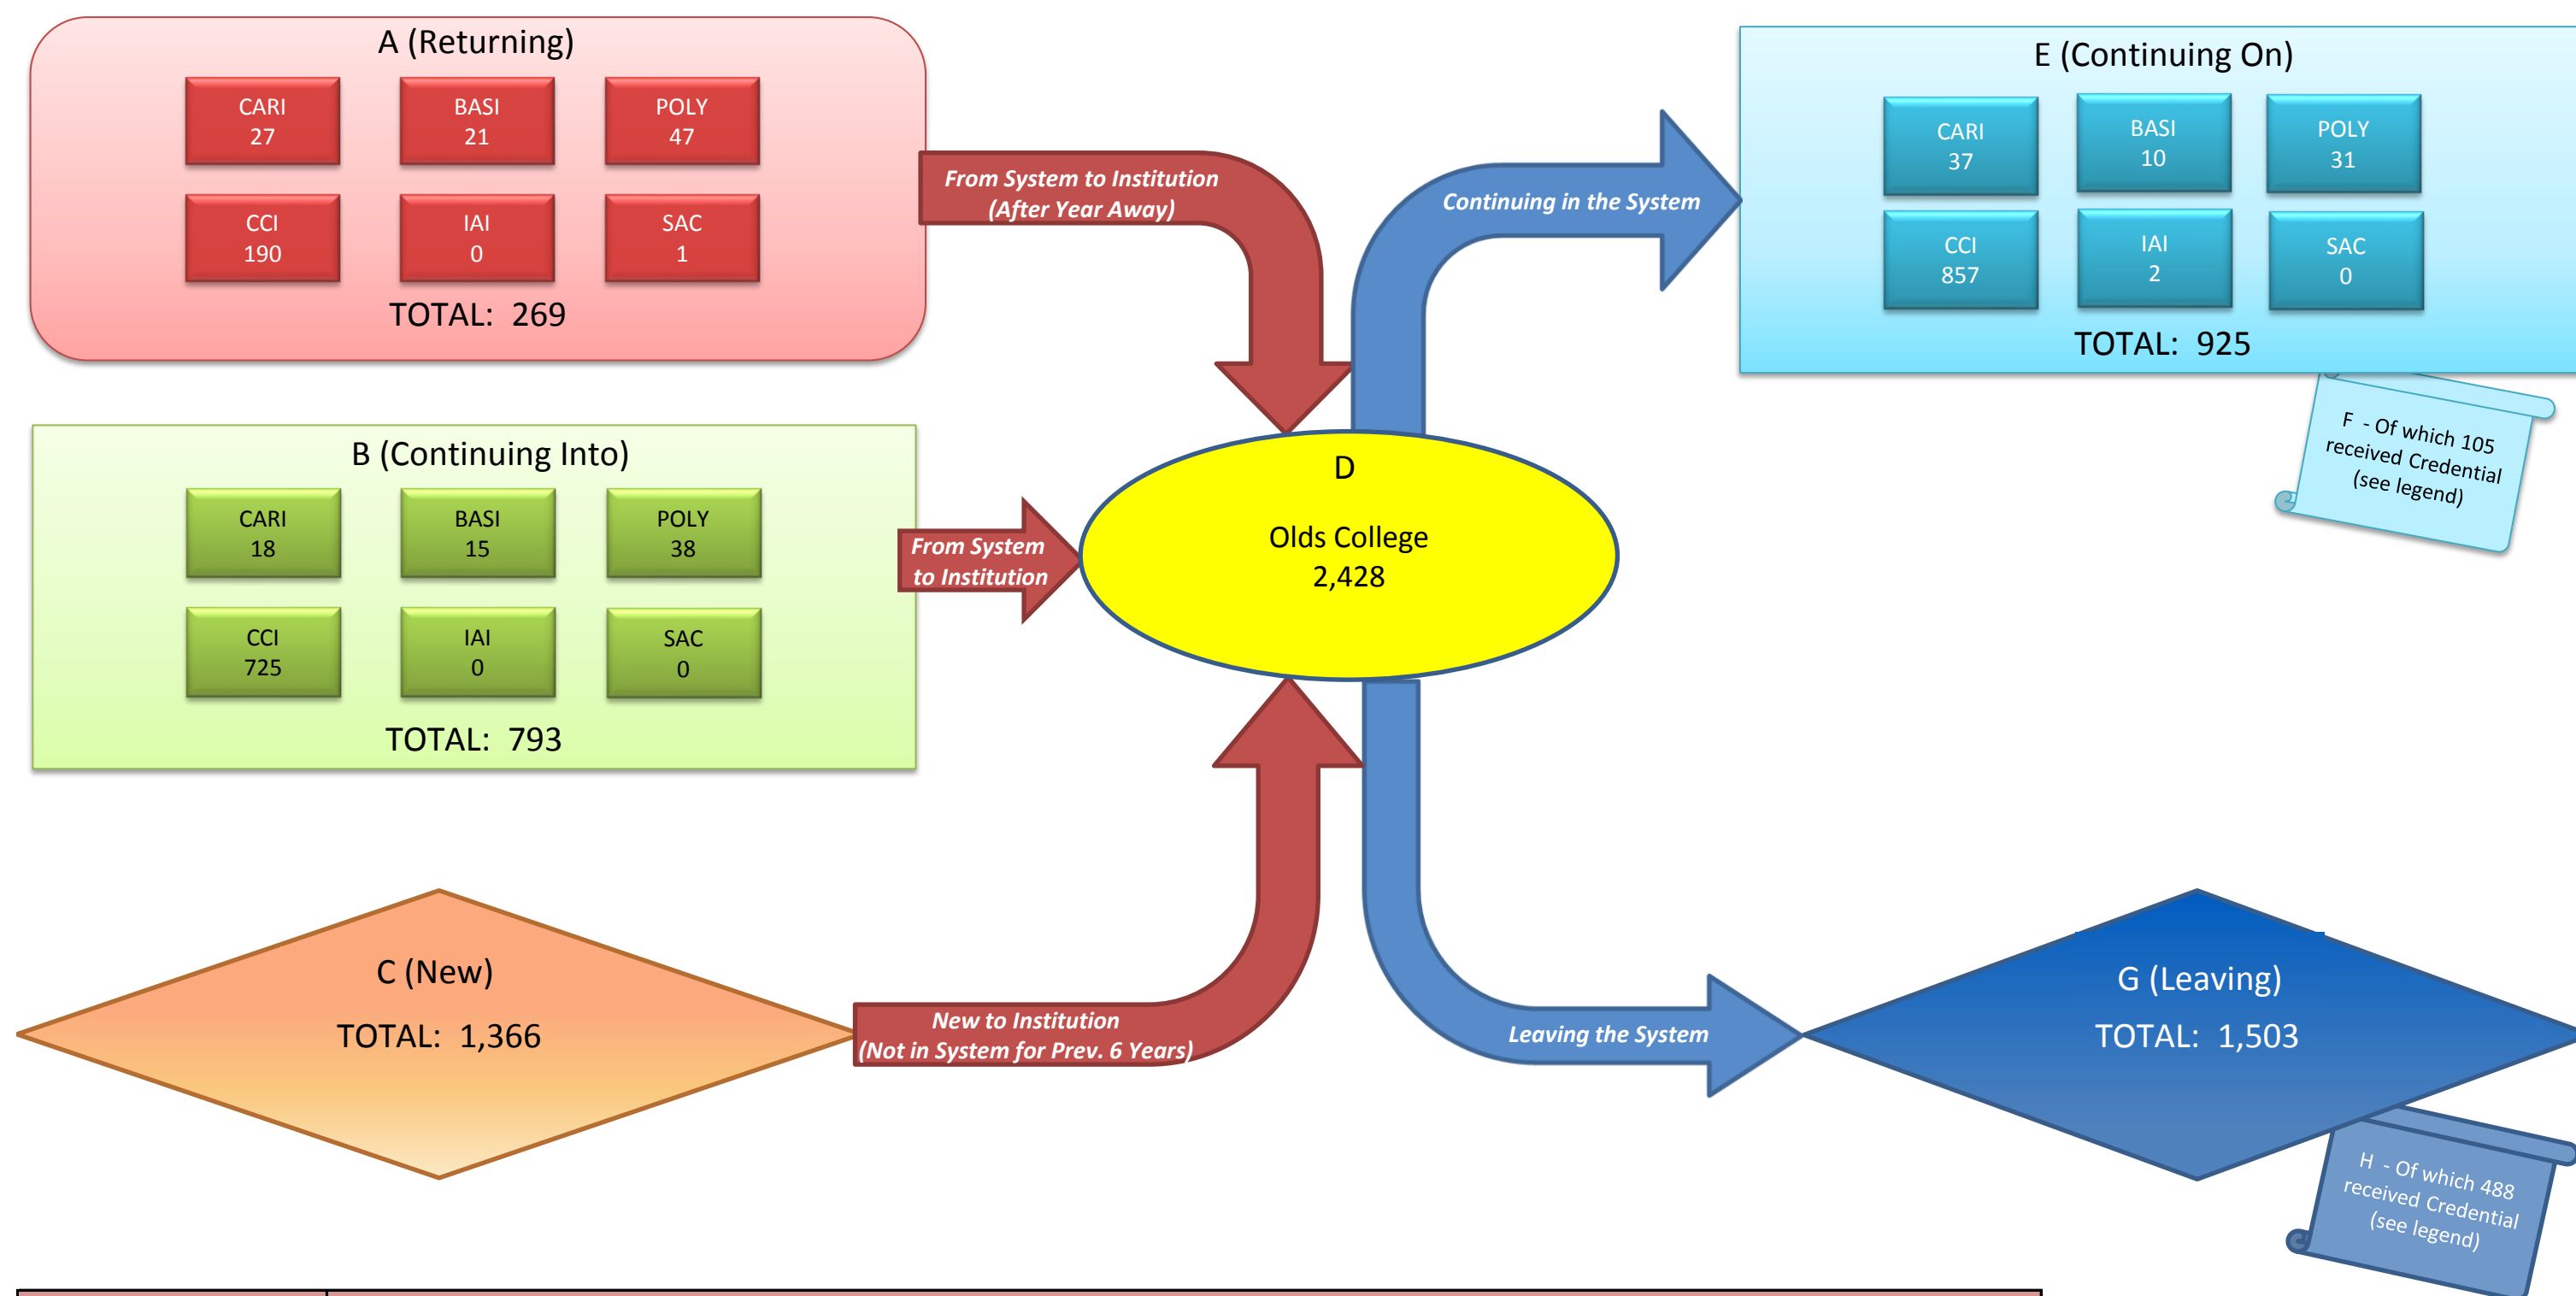 A (Returning)
CARI
27
BASI
21
POLY
47
CCI
190
IAI
0
SAC
1
TOTAL: 269
From System to Institution
(After Year Away)
Continuing in the System
E (Continuing On)
CARI
37
BASI
10
POLY
31
CCI
857
IAI
2
SAC
0
TOTAL: 925
F - Of which 105
received Credential
(see legend)
B (Continuing Into)
CARI
18
BASI
15
POLY
38
CCI
725
IAI
0
SAC
0
TOTAL: 793
From System
to Institution
D
Olds College
2,428
C (New)
TOTAL: 1,366
New to Institution
(Not in System for Prev. 6 Years)
Leaving the System
G (Leaving)
TOTAL: 1,503
H - Of which 488
received Credential
(see legend)